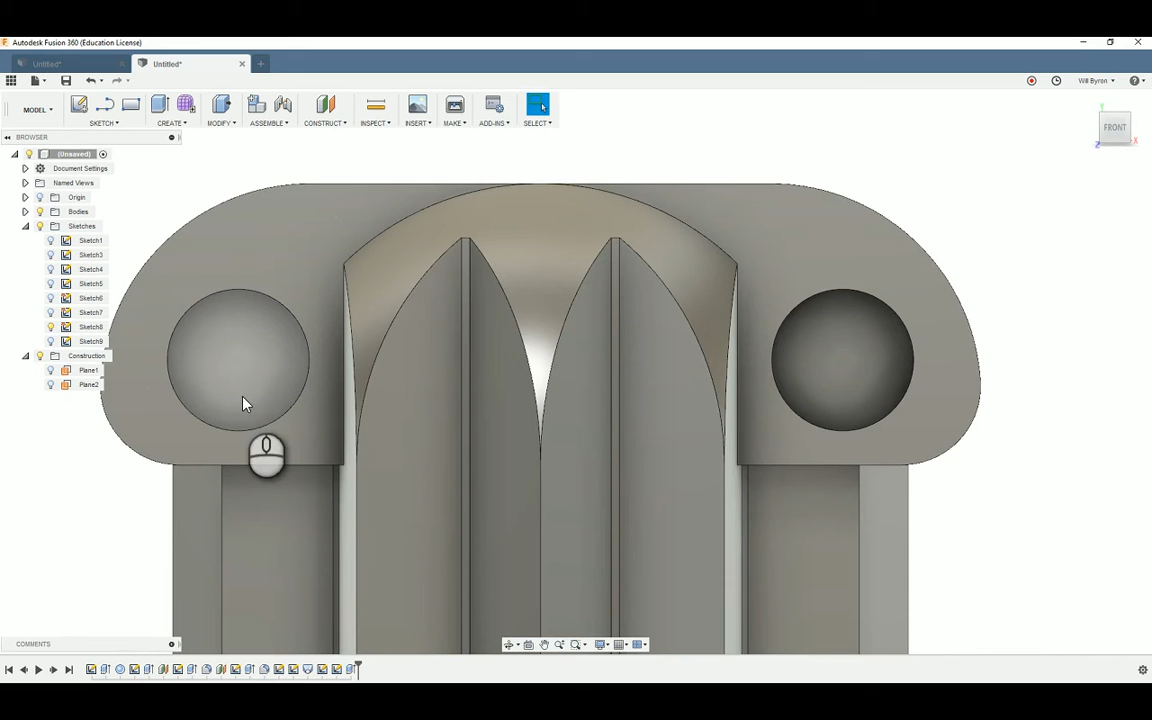 Autodesk Fusion 360 (Education License)
Untitled*
Untitled*
Will Byron
MODEL
SKETCH
CREATE
MODIFY
ASSEMBLE
CONSTRUCT
INSPECT
INSERT
MAKE
ADD-INS
SELECT
BROWSER
(Unsaved)
Document Settings
Named Views
Origin
Bodies
Sketches
Sketch1
Sketch3
Sketch4
Sketch5
Sketch6
Sketch7
Sketch8
Sketch9
Construction
Plane1
Plane2
FRONT
Y
X
Z
COMMENTS